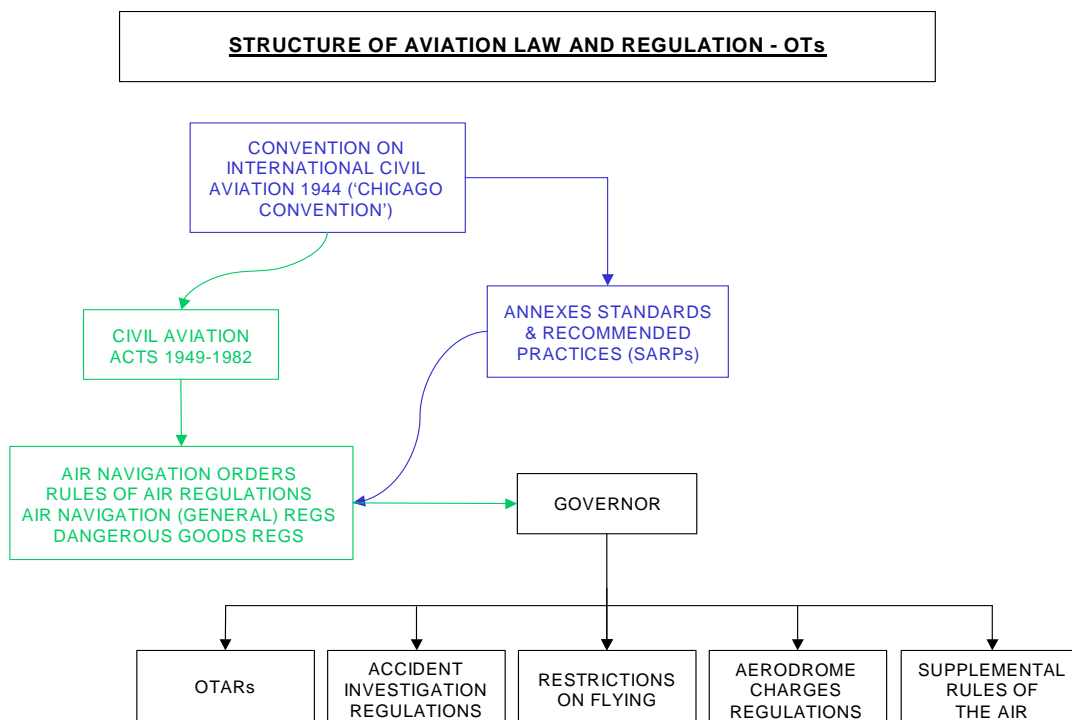 STRUCTURE OF AVIATION LAW AND REGULATION - OTs
CONVENTION ON
INTERNATIONAL CIVIL
AVIATION 1944 (‘CHICAGO
CONVENTION’)
CIVIL AVIATION
ACTS 1949-1982
ANNEXES STANDARDS
& RECOMMENDED
PRACTICES (SARPs)
AIR NAVIGATION ORDERS
RULES OF AIR REGULATIONS
AIR NAVIGATION (GENERAL) REGS
DANGEROUS GOODS REGS
GOVERNOR
OTARs
ACCIDENT
INVESTIGATION
REGULATIONS
RESTRICTIONS
ON FLYING
AERODROME
CHARGES
REGULATIONS
SUPPLEMENTAL
RULES OF
THE AIR